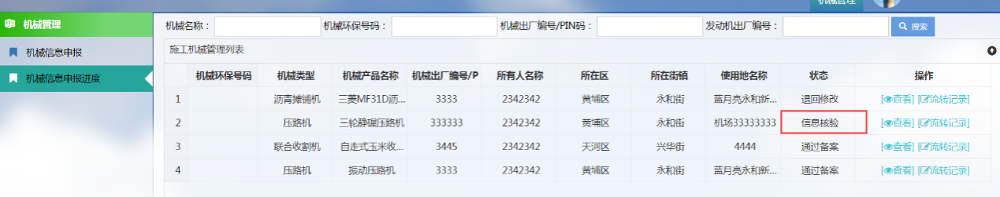 机械管理
机械管理
机械名称： 机械环保号码： 机械出厂编号/PIN码： 发动机出厂编号： 搜索
机械信息申报
施工机械管理列表
机械信息申报进度
机械环保号码 机械类型 机械产品名称 机械出厂编号/P 所有人名称 所在区 所在街镇 使用地名称 状态 操作
1 沥青摊铺机 三菱MF31D沥... 3333 2342342 黄埔区 永和街 蓝月亮永和新... 退回修改 [查看] [流转记录]
2 压路机 三轮静碾压路机 333333 2342342 黄埔区 永和街 机场33333333 信息核验 [查看] [流转记录]
3 联合收割机 自走式玉米收... 3445 2342342 天河区 兴华街 4444 通过备案 [查看] [流转记录]
4 压路机 振动压路机 3333 2342342 黄埔区 永和街 蓝月亮永和新... 通过备案 [查看] [流转记录]